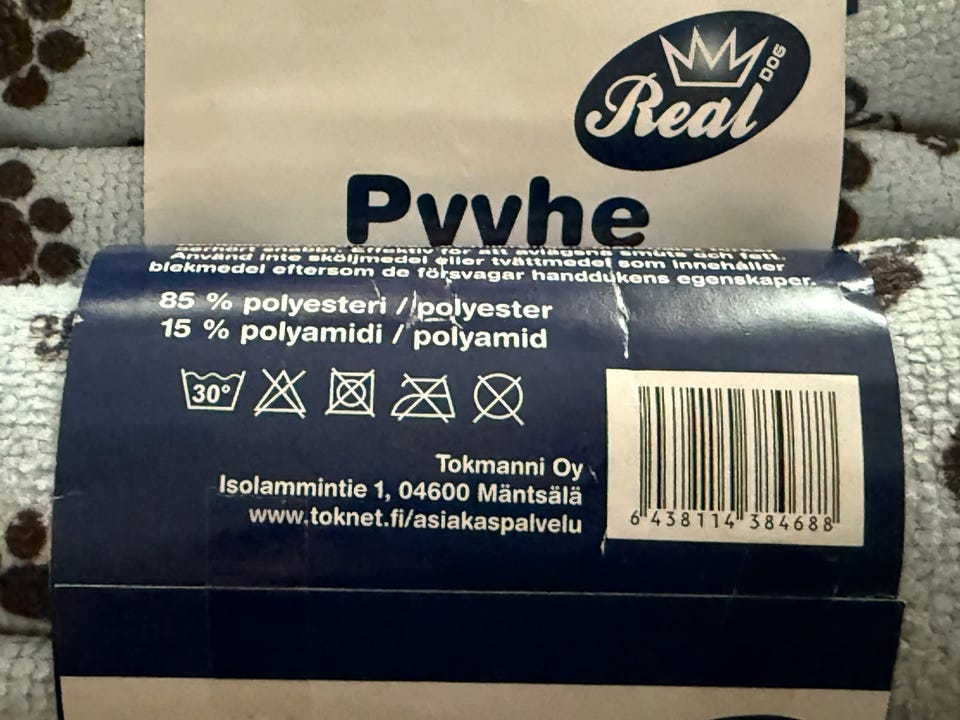 Real DOG
Pyyhe
Använd inte sköljmedel eller tvättmedel som innehåller
blekmedel eftersom de försvagar handdukens egenskaper.
85 % polyesteri / polyester
15 % polyamidi / polyamid
30°
Tokmanni Oy
Isolammintie 1, 04600 Mäntsälä
www.toknet.fi/asiakaspalvelu
6 438114 384688